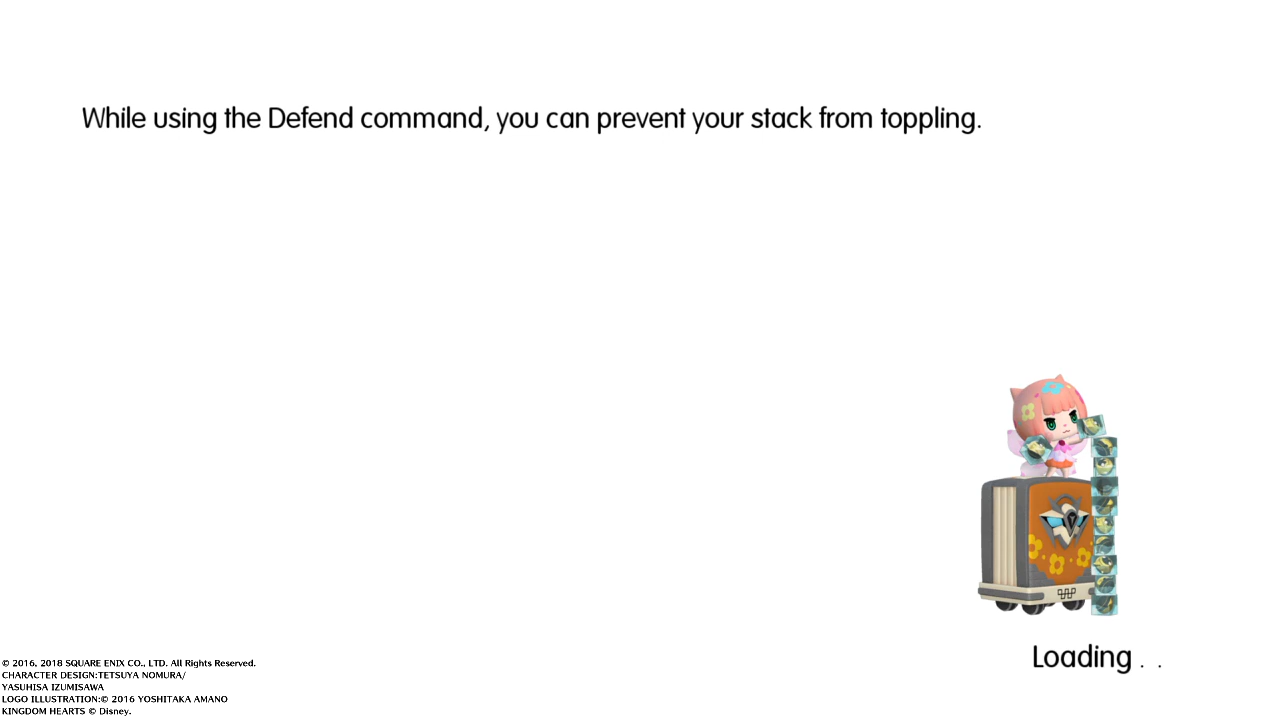 While using the Defend command, you can prevent your stack from toppling.
Loading . .
© 2016, 2018 SQUARE ENIX CO., LTD. All Rights Reserved.
CHARACTER DESIGN:TETSUYA NOMURA/
YASUHISA IZUMISAWA
LOGO ILLUSTRATION:© 2016 YOSHITAKA AMANO
KINGDOM HEARTS © Disney.